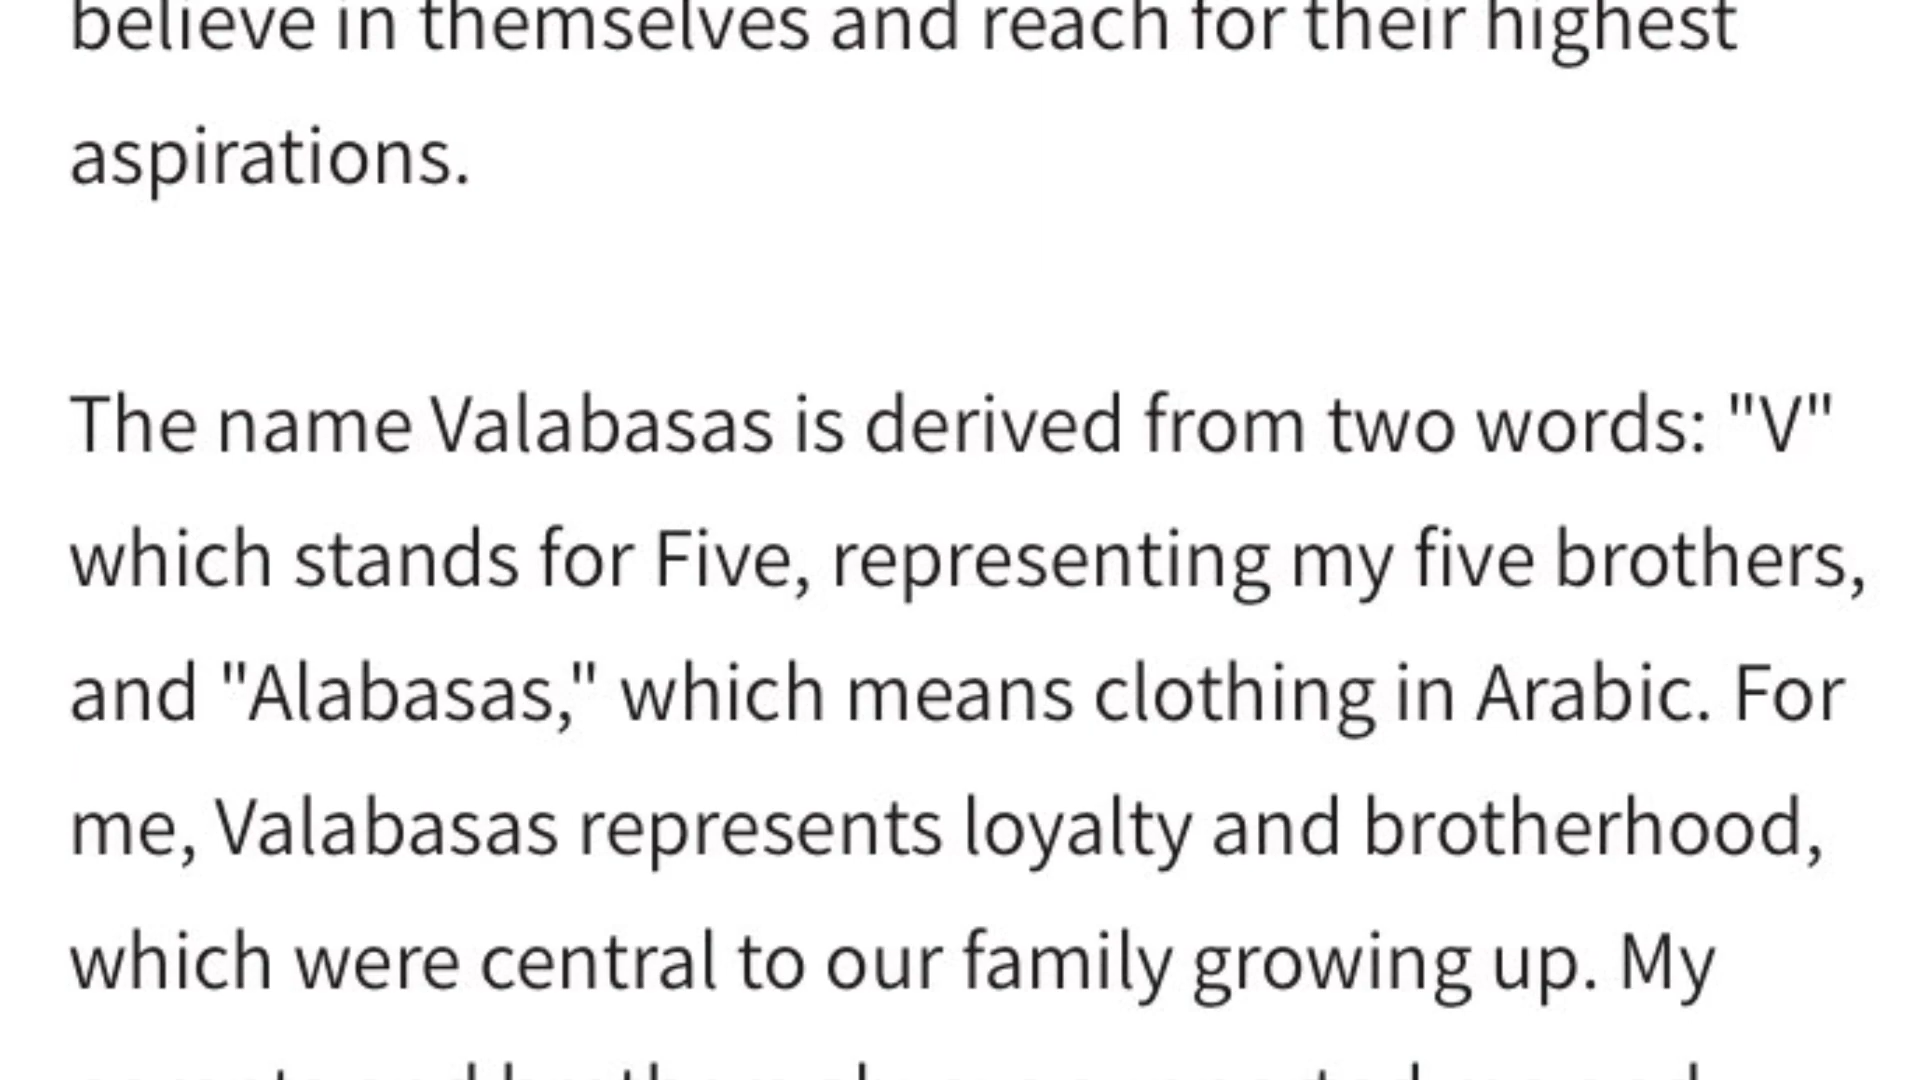 believe in themselves and reach for their highest
aspirations.
The name Valabasas is derived from two words: "V"
which stands for Five, representing my five brothers,
and "Alabasas," which means clothing in Arabic. For
me, Valabasas represents loyalty and brotherhood,
which were central to our family growing up. My